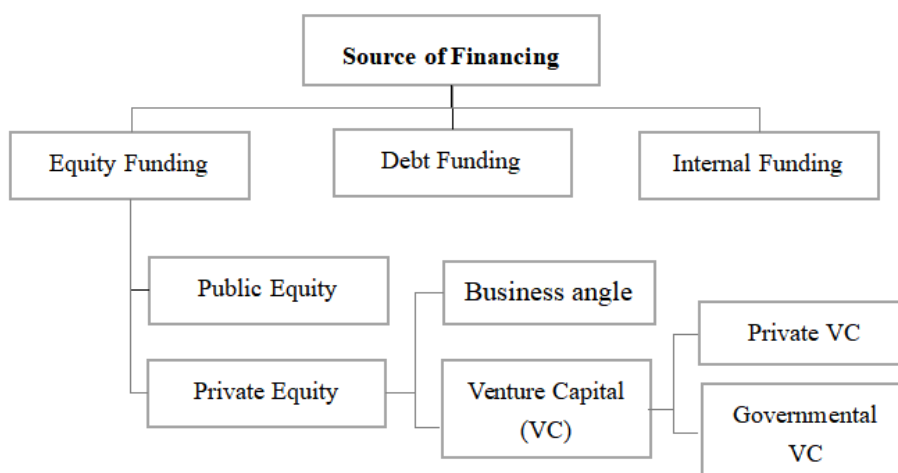 Source of Financing
Equity Funding
Debt Funding
Internal Funding
Public Equity
Business angle
Private Equity
Venture Capital
(VC)
Private VC
Governmental
VC